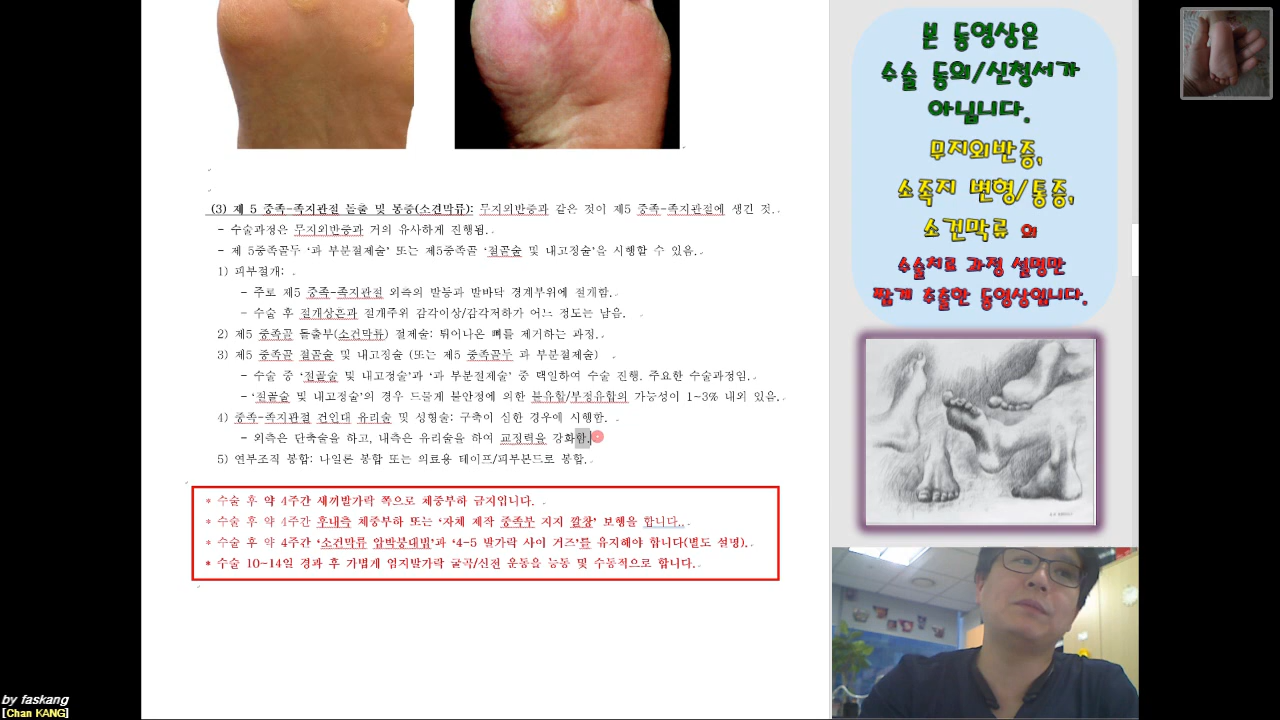 (3) 제 5 중족-족지관절 돌출 및 통증(소건막류): 무지외반증과 같은 것이 제5 중족-족지관절에 생긴 것.
- 수술과정은 무지외반증과 거의 유사하게 진행됨.
- 제 5중족골두 '과 부분절제술' 또는 제5중족골 '절골술 및 내고정술'을 시행할 수 있음.
1) 피부절개:
- 주로 제5 중족-족지관절 외측의 발등과 발바닥 경계부위에 절개함.
- 수술 후 절개상흔과 절개주위 감각이상/감각저하가 어느 정도는 남음.
2) 제5 중족골 돌출부(소건막류) 절제술: 튀어나온 뼈를 제거하는 과정.
3) 제5 중족골 절골술 및 내고정술 (또는 제5 중족골두 과 부분절제술)
- 수술 중 '절골술 및 내고정술'과 '과 부분절제술' 중 택일하여 수술 진행. 주요한 수술과정임.
- '절골술 및 내고정술'의 경우 드물게 불안정에 의한 불유합/부정유합의 가능성이 1~3% 내외 있음.
4) 중족-족지관절 건인대 유리술 및 성형술: 구축이 심한 경우에 시행함.
- 외측은 단축술을 하고, 내측은 유리술을 하여 교정력을 강화함.
5) 연부조직 봉합: 나일론 봉합 또는 의료용 테이프/피부본드로 봉합.
* 수술 후 약 4주간 새끼발가락 쪽으로 체중부하 금지입니다.
* 수술 후 약 4주간 후내측 체중부하 또는 '자체 제작 중족부 지지 깔창' 보행을 합니다..
* 수술 후 약 4주간 '소건막류 압박붕대법'과 '4-5 발가락 사이 거즈'를 유지해야 합니다(별도 설명).
* 수술 10~14일 경과 후 가볍게 엄지발가락 굴곡/신전 운동을 능동 및 수동적으로 합니다.
본 동영상은
수술 동의/신청서가
아닙니다.
무지외반증,
소족지 변형/통증,
소건막류 의
수술치료 과정 설명만
짧게 추출한 동영상입니다.
by faskang
[Chan KANG]